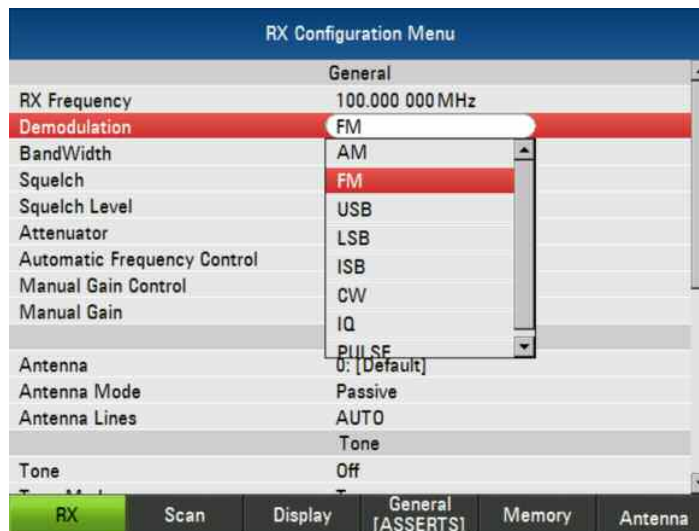 RX Configuration Menu
General
RX Frequency 100.000 000 MHz
Demodulation FM
BandWidth AM
Squelch FM
Squelch Level USB
Attenuator LSB
Automatic Frequency Control ISB
Manual Gain Control CW
Manual Gain IQ
PULSE
Antenna 0: [Default]
Antenna Mode Passive
Antenna Lines AUTO
Tone
Tone Off
RX Scan Display General [ASSERTS] Memory Antenna